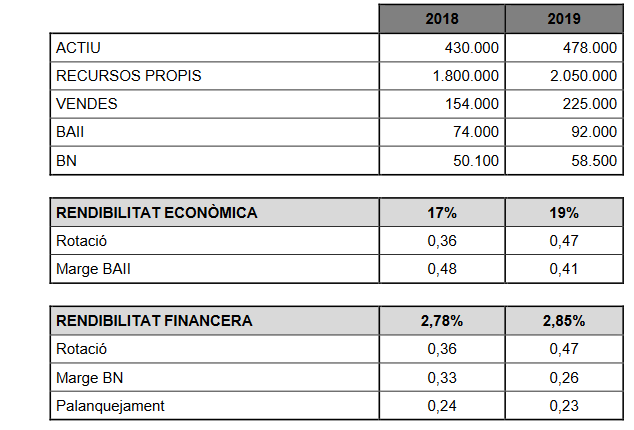 2018 2019
ACTIU 430.000 478.000
RECURSOS PROPIS 1.800.000 2.050.000
VENDES 154.000 225.000
BAII 74.000 92.000
BN 50.100 58.500
RENDIBILITAT ECONÒMICA 17% 19%
Rotació 0,36 0,47
Marge BAII 0,48 0,41
RENDIBILITAT FINANCERA 2,78% 2,85%
Rotació 0,36 0,47
Marge BN 0,33 0,26
Palanquejament 0,24 0,23